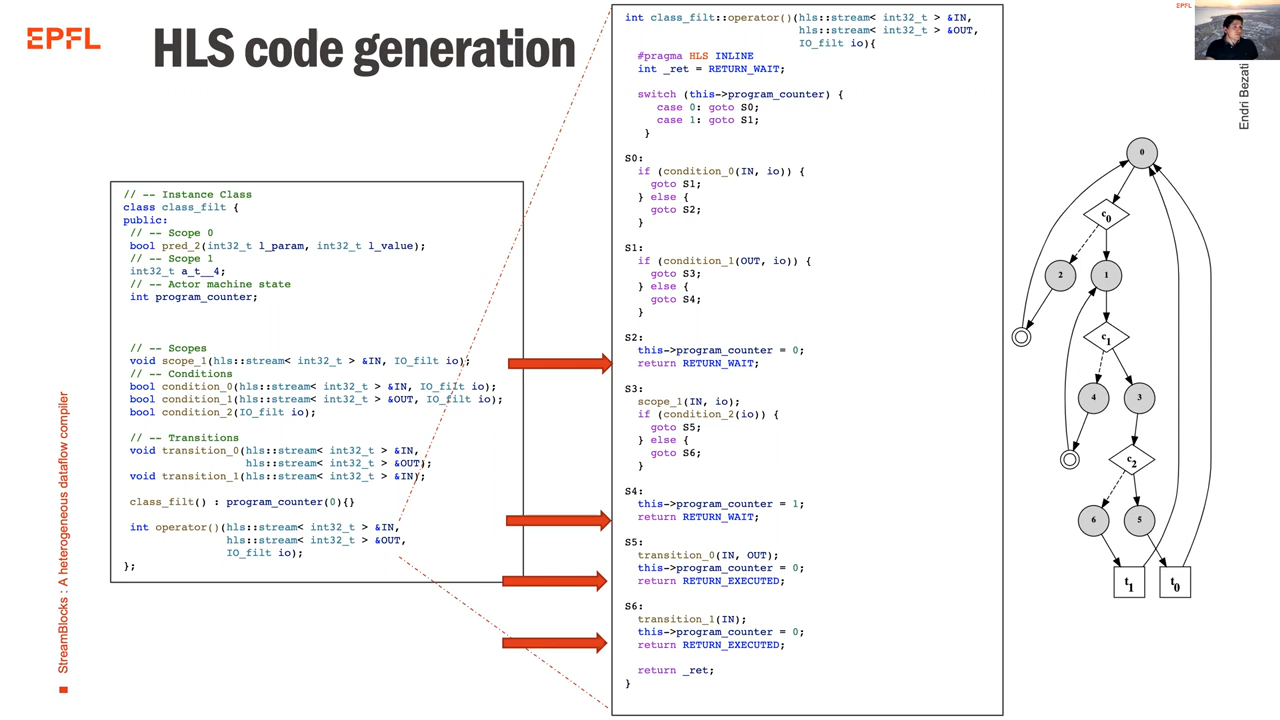 EPFL
HLS code generation
// -- Instance Class
class class_filt {
public:
// -- Scope 0
bool pred_2(int32_t l_param, int32_t l_value);
// -- Scope 1
int32_t a_t__4;
// -- Actor machine state
int program_counter;
// -- Scopes
void scope_1(hls::stream< int32_t > &IN, IO_filt io);
// -- Conditions
bool condition_0(hls::stream< int32_t > &IN, IO_filt io);
bool condition_1(hls::stream< int32_t > &OUT, IO_filt io);
bool condition_2(IO_filt io);
// -- Transitions
void transition_0(hls::stream< int32_t > &IN,
hls::stream< int32_t > &OUT);
void transition_1(hls::stream< int32_t > &IN);
class_filt() : program_counter(0){}
int operator()(hls::stream< int32_t > &IN,
hls::stream< int32_t > &OUT,
IO_filt io);
};
int class_filt::operator()(hls::stream< int32_t > &IN,
hls::stream< int32_t > &OUT,
IO_filt io){
#pragma HLS INLINE
int _ret = RETURN_WAIT;
switch (this->program_counter) {
case 0: goto S0;
case 1: goto S1;
}
S0:
if (condition_0(IN, io)) {
goto S1;
} else {
goto S2;
}
S1:
if (condition_1(OUT, io)) {
goto S3;
} else {
goto S4;
}
S2:
this->program_counter = 0;
return RETURN_WAIT;
S3:
scope_1(IN, io);
if (condition_2(io)) {
goto S5;
} else {
goto S6;
}
S4:
this->program_counter = 1;
return RETURN_WAIT;
S5:
transition_0(IN, OUT);
this->program_counter = 0;
return RETURN_EXECUTED;
S6:
transition_1(IN);
this->program_counter = 0;
return RETURN_EXECUTED;
return _ret;
}
0
c0
2
1
c1
4
3
c2
6
5
t1
t0
EPFL
Endri Bezati
StreamBlocks : A heterogeneous dataflow compiler